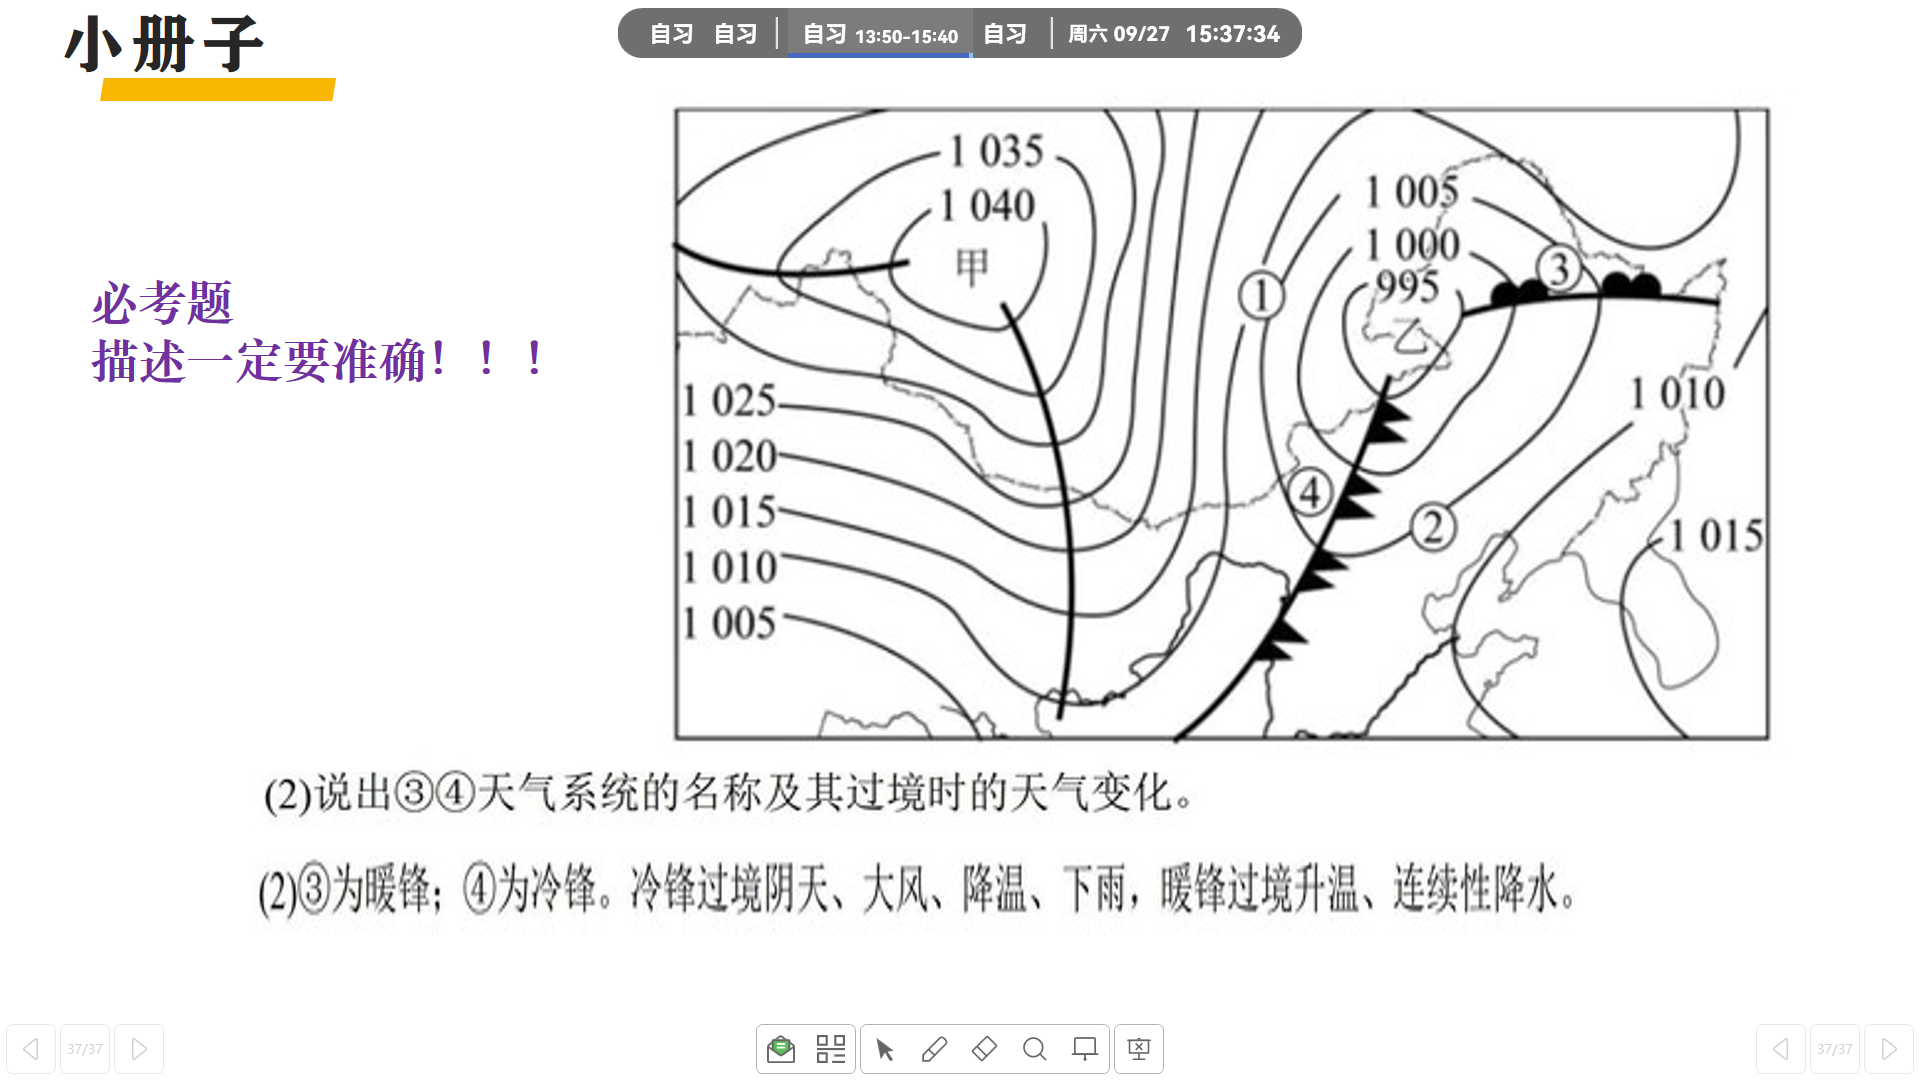 小册子
自习 自习 自习 13:50-15:40 自习 周六 09/27 15:37:34
必考题
描述一定要准确！！！
1 035
1 040
甲
1 005
1 000
995
乙
①
③
1 025
1 010
1 020
④
②
1 015
1 015
1 010
1 005
(2)说出③④天气系统的名称及其过境时的天气变化。
(2)③为暖锋；④为冷锋。冷锋过境阴天、大风、降温、下雨，暖锋过境升温、连续性降水。
37/37
37/37